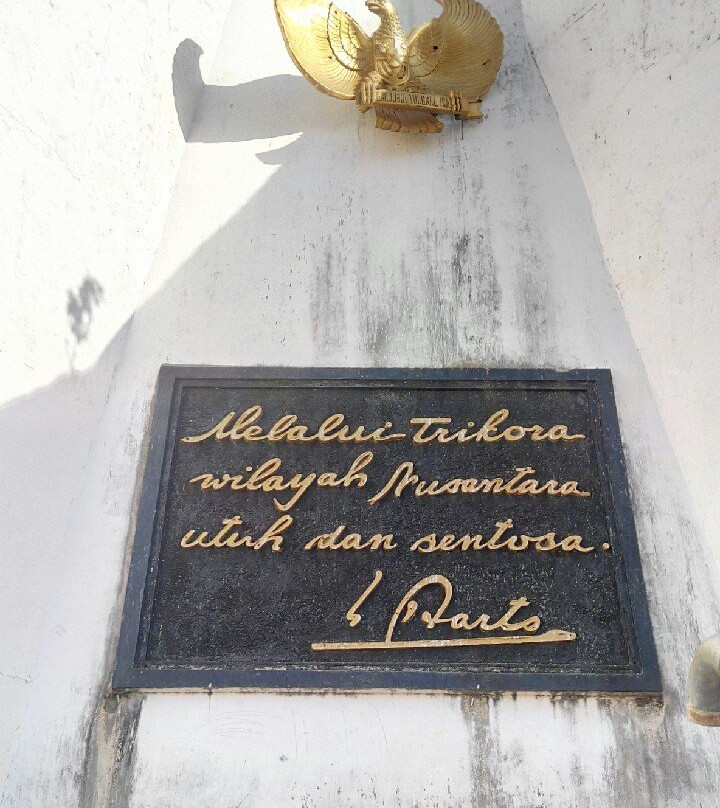 Melalui Trikora
wilayah Nusantara
utuh dan sentosa.